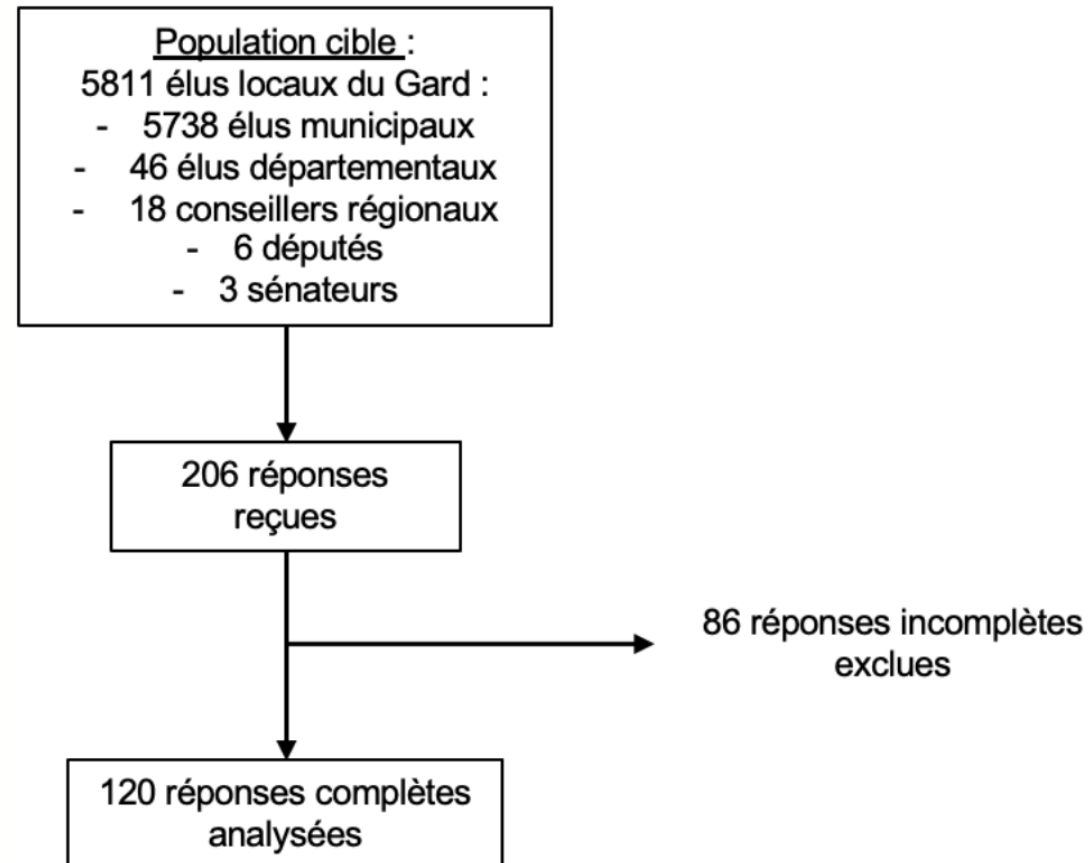 Population cible :
5811 élus locaux du Gard :
- 5738 élus municipaux
- 46 élus départementaux
- 18 conseillers régionaux
- 6 députés
- 3 sénateurs
206 réponses
reçues
86 réponses incomplètes
exclues
120 réponses complètes
analysées